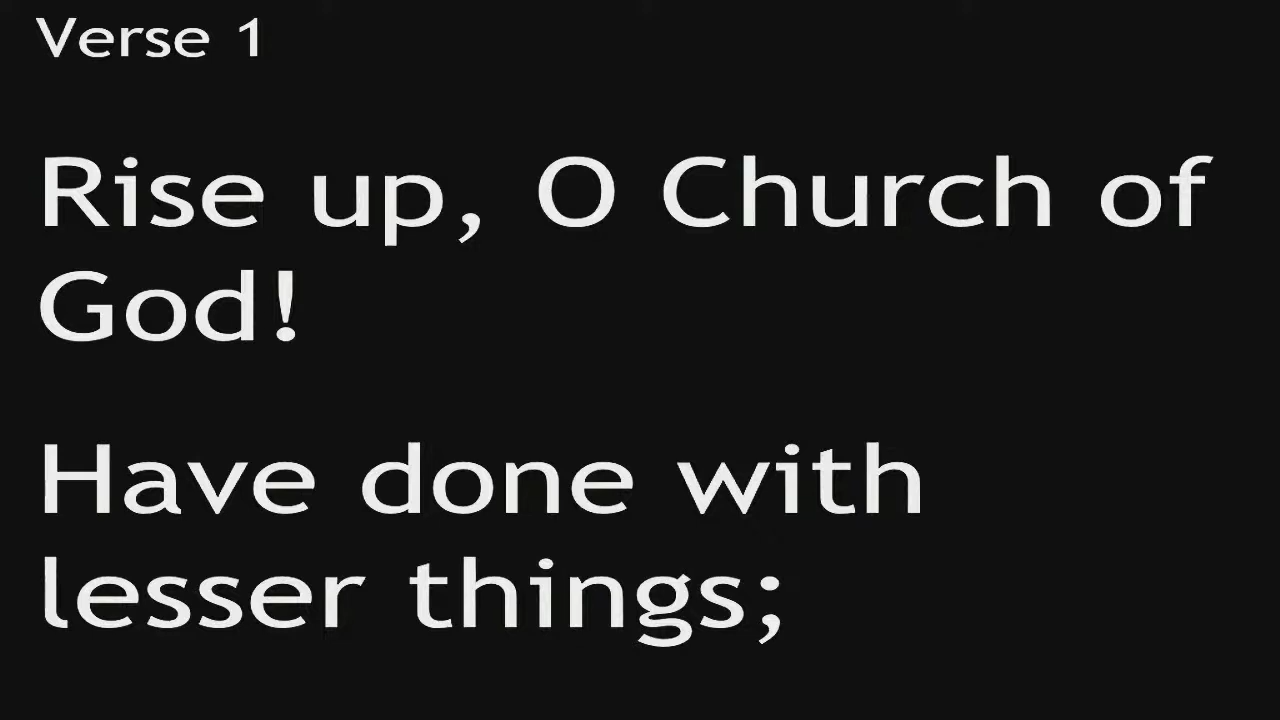 Verse 1
Rise up, O Church of
God!
Have done with
lesser things;